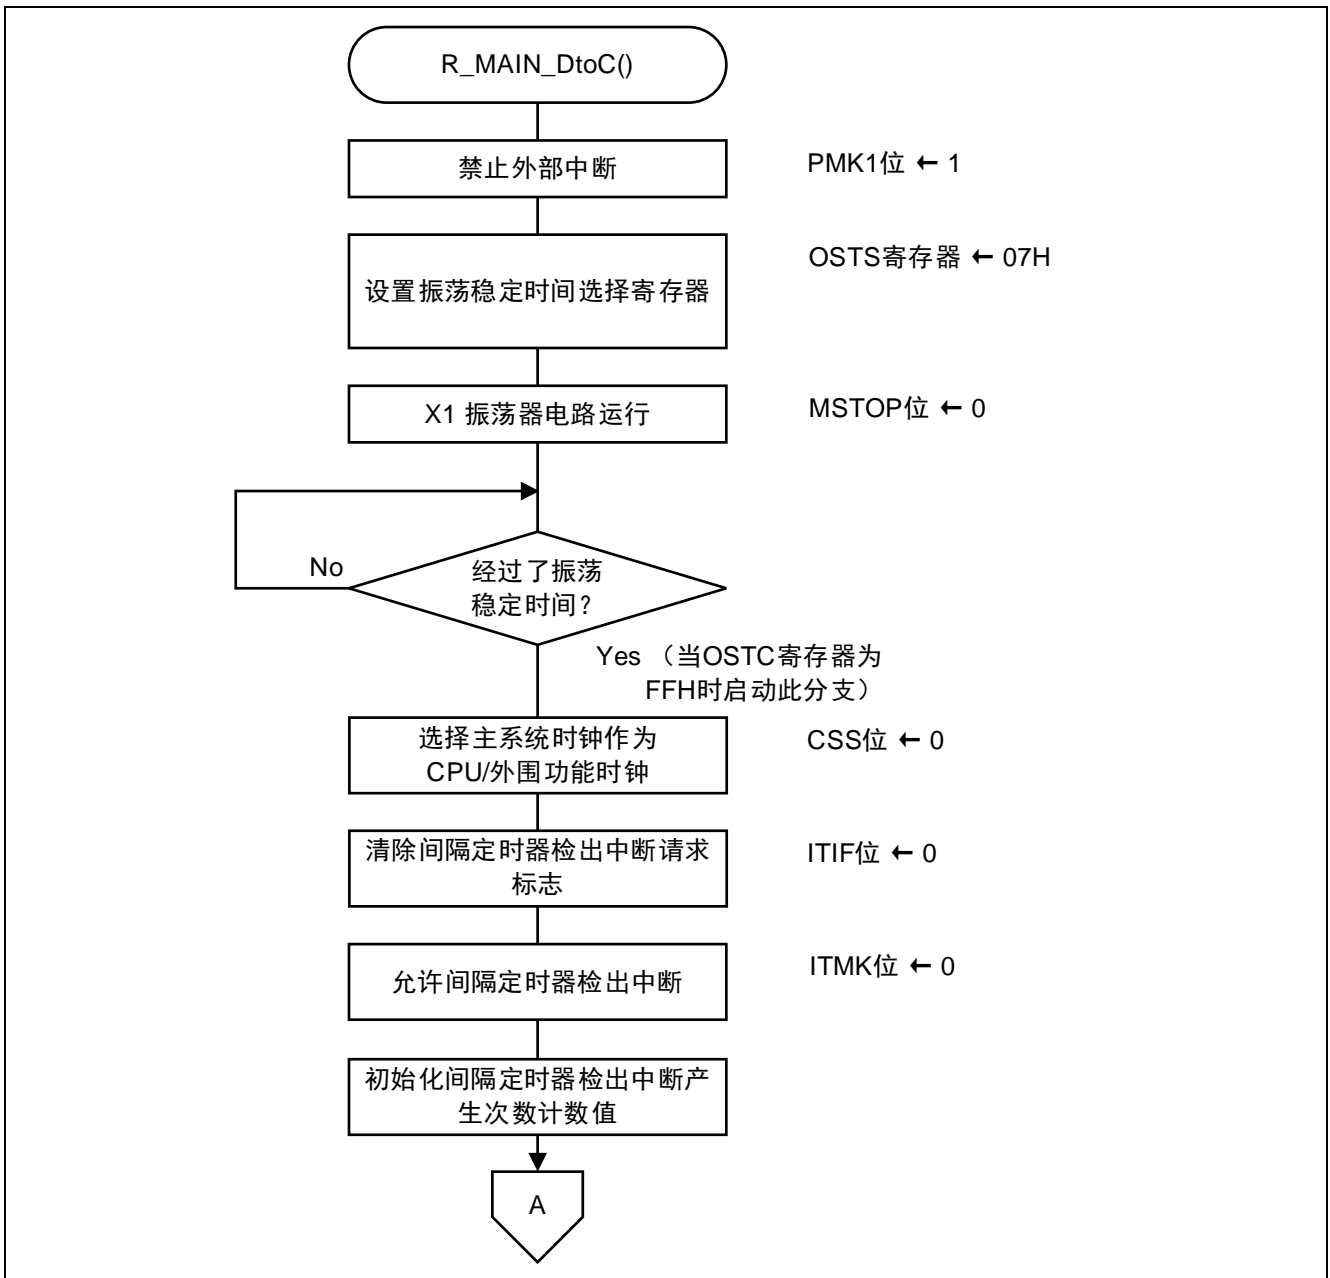 R_MAIN_DtoC()
禁止外部中断
PMK1位 ← 1
设置振荡稳定时间选择寄存器
OSTS寄存器 ← 07H
X1 振荡器电路运行
MSTOP位 ← 0
No
经过了振荡
稳定时间?
Yes （当OSTC寄存器为
FFH时启动此分支）
选择主系统时钟作为
CPU/外围功能时钟
CSS位 ← 0
清除间隔定时器检出中断请求
标志
ITIF位 ← 0
允许间隔定时器检出中断
ITMK位 ← 0
初始化间隔定时器检出中断产
生次数计数值
A